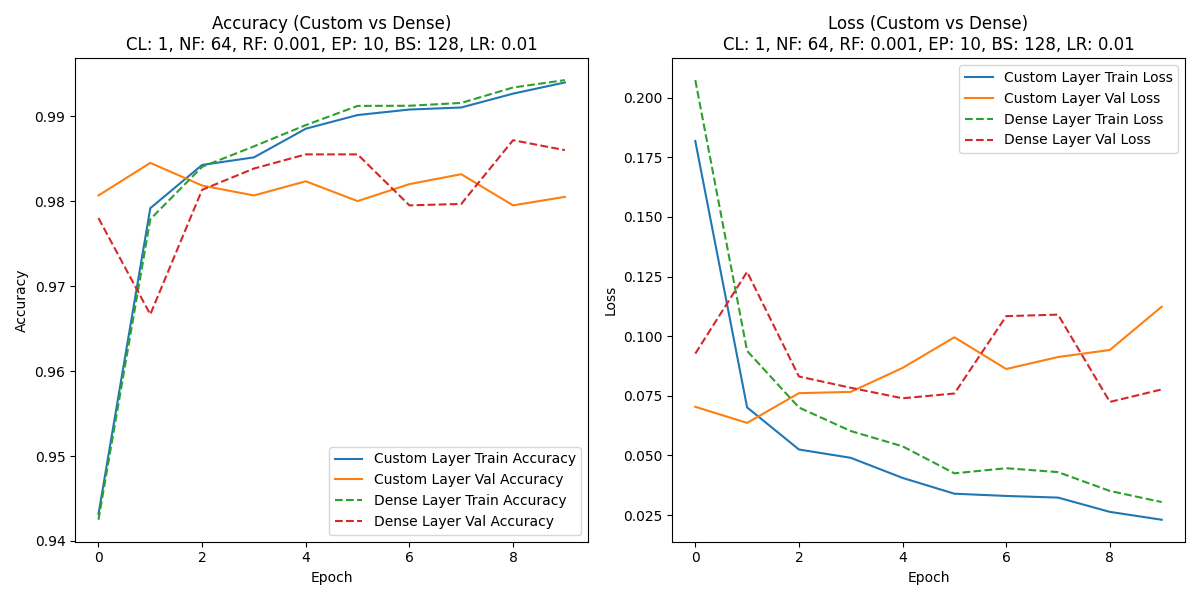 Accuracy (Custom vs Dense)
CL: 1, NF: 64, RF: 0.001, EP: 10, BS: 128, LR: 0.01
0.99
0.98
0.97
0.96
0.95
0.94
Accuracy
0
2
4
6
8
Epoch
Custom Layer Train Accuracy
Custom Layer Val Accuracy
Dense Layer Train Accuracy
Dense Layer Val Accuracy
Loss (Custom vs Dense)
CL: 1, NF: 64, RF: 0.001, EP: 10, BS: 128, LR: 0.01
Custom Layer Train Loss
Custom Layer Val Loss
Dense Layer Train Loss
Dense Layer Val Loss
0.200
0.175
0.150
0.125
0.100
0.075
0.050
0.025
Loss
0
2
4
6
8
Epoch